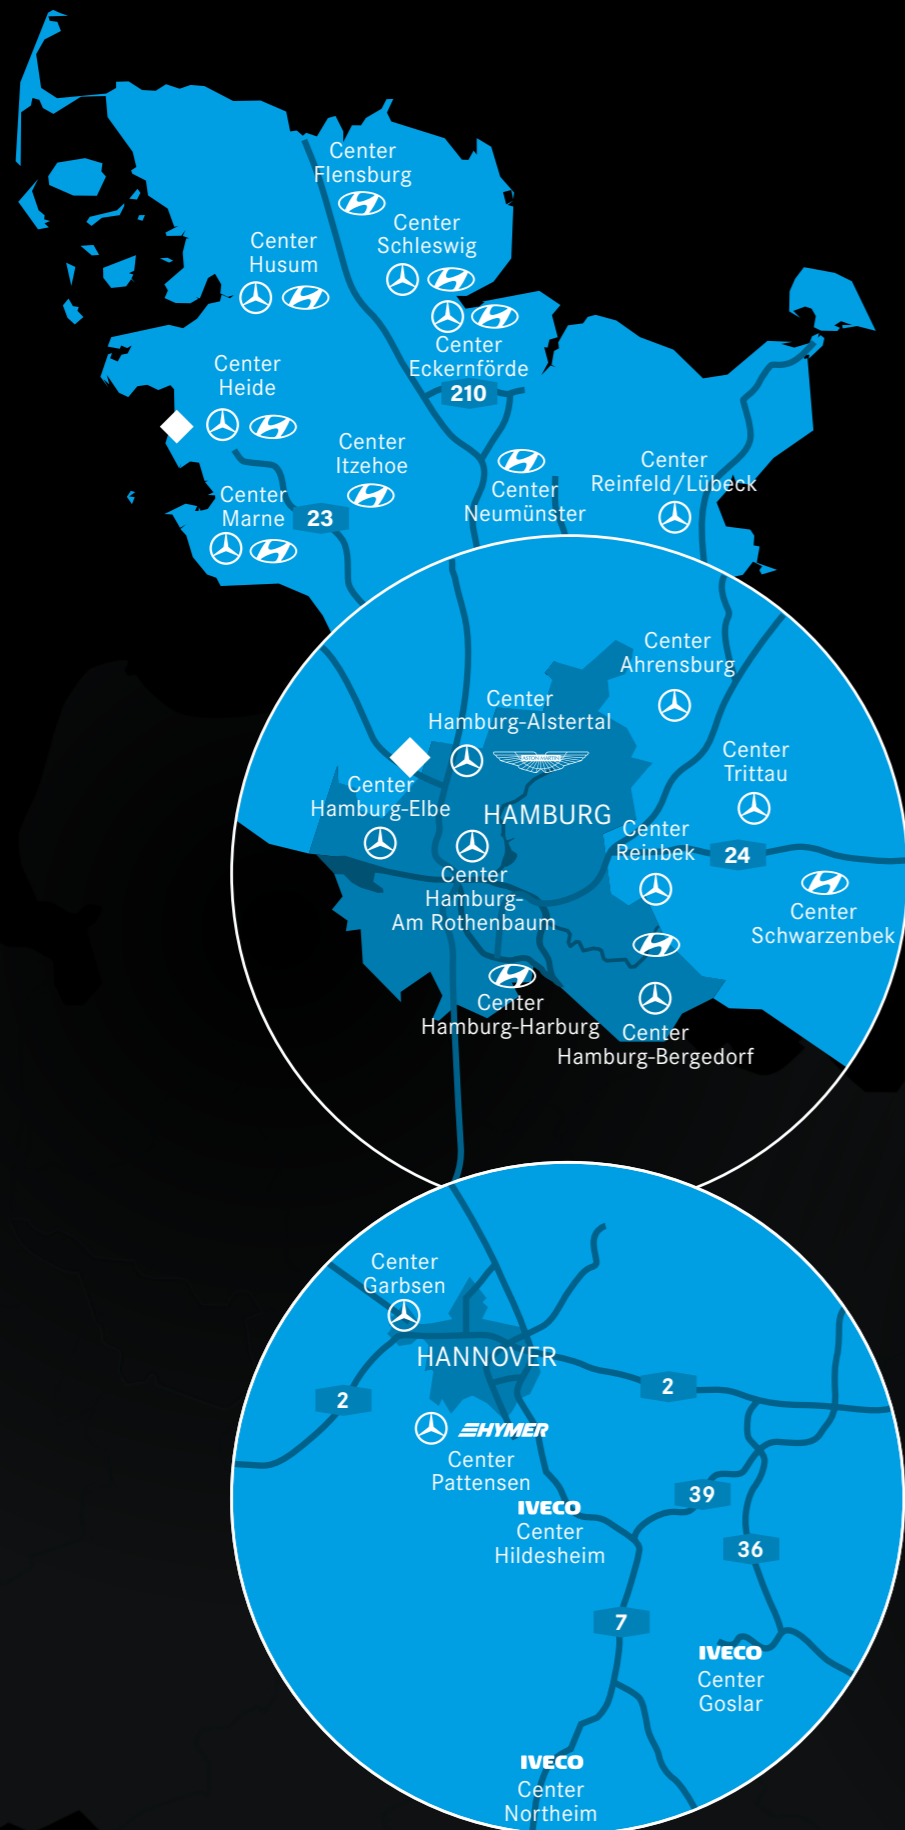 Center
Flensburg
Center
Schleswig
Center
Husum
Center
Eckernförde
210
Center
Heide
Center
Itzehoe
Center
Neumünster
Center
Reinfeld/Lübeck
Center
Marne
23
Center
Ahrensburg
Center
Hamburg-Alstertal
ASTON MARTIN
Center
Trittau
Center
Hamburg-Elbe
HAMBURG
Center
Reinbek
24
Center
Hamburg-
Am Rothenbaum
Center
Schwarzenbek
Center
Hamburg-Harburg
Center
Hamburg-Bergedorf
Center
Garbsen
HANNOVER
2
2
HYMER
Center
Pattensen
39
IVECO
Center
Hildesheim
36
7
IVECO
Center
Goslar
IVECO
Center
Northeim